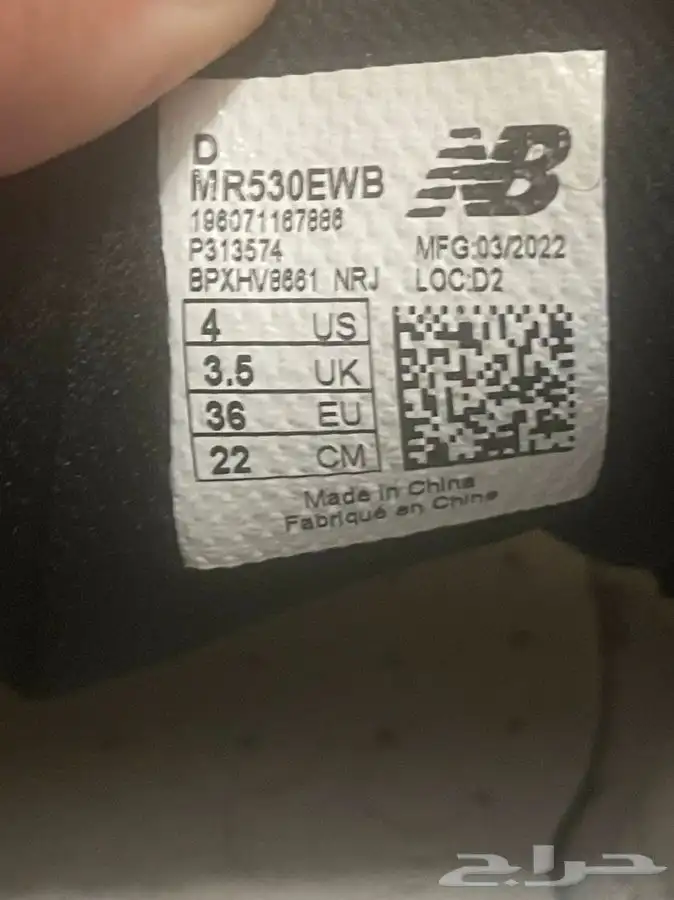 D
MR530EWB
NB
196071167886
P313574
MFG:03/2022
BPXHV8661 NRJ
LOC:D2
4 US
3.5 UK
36 EU
22 CM
Made in China
Fabriqué en Chine
حراج